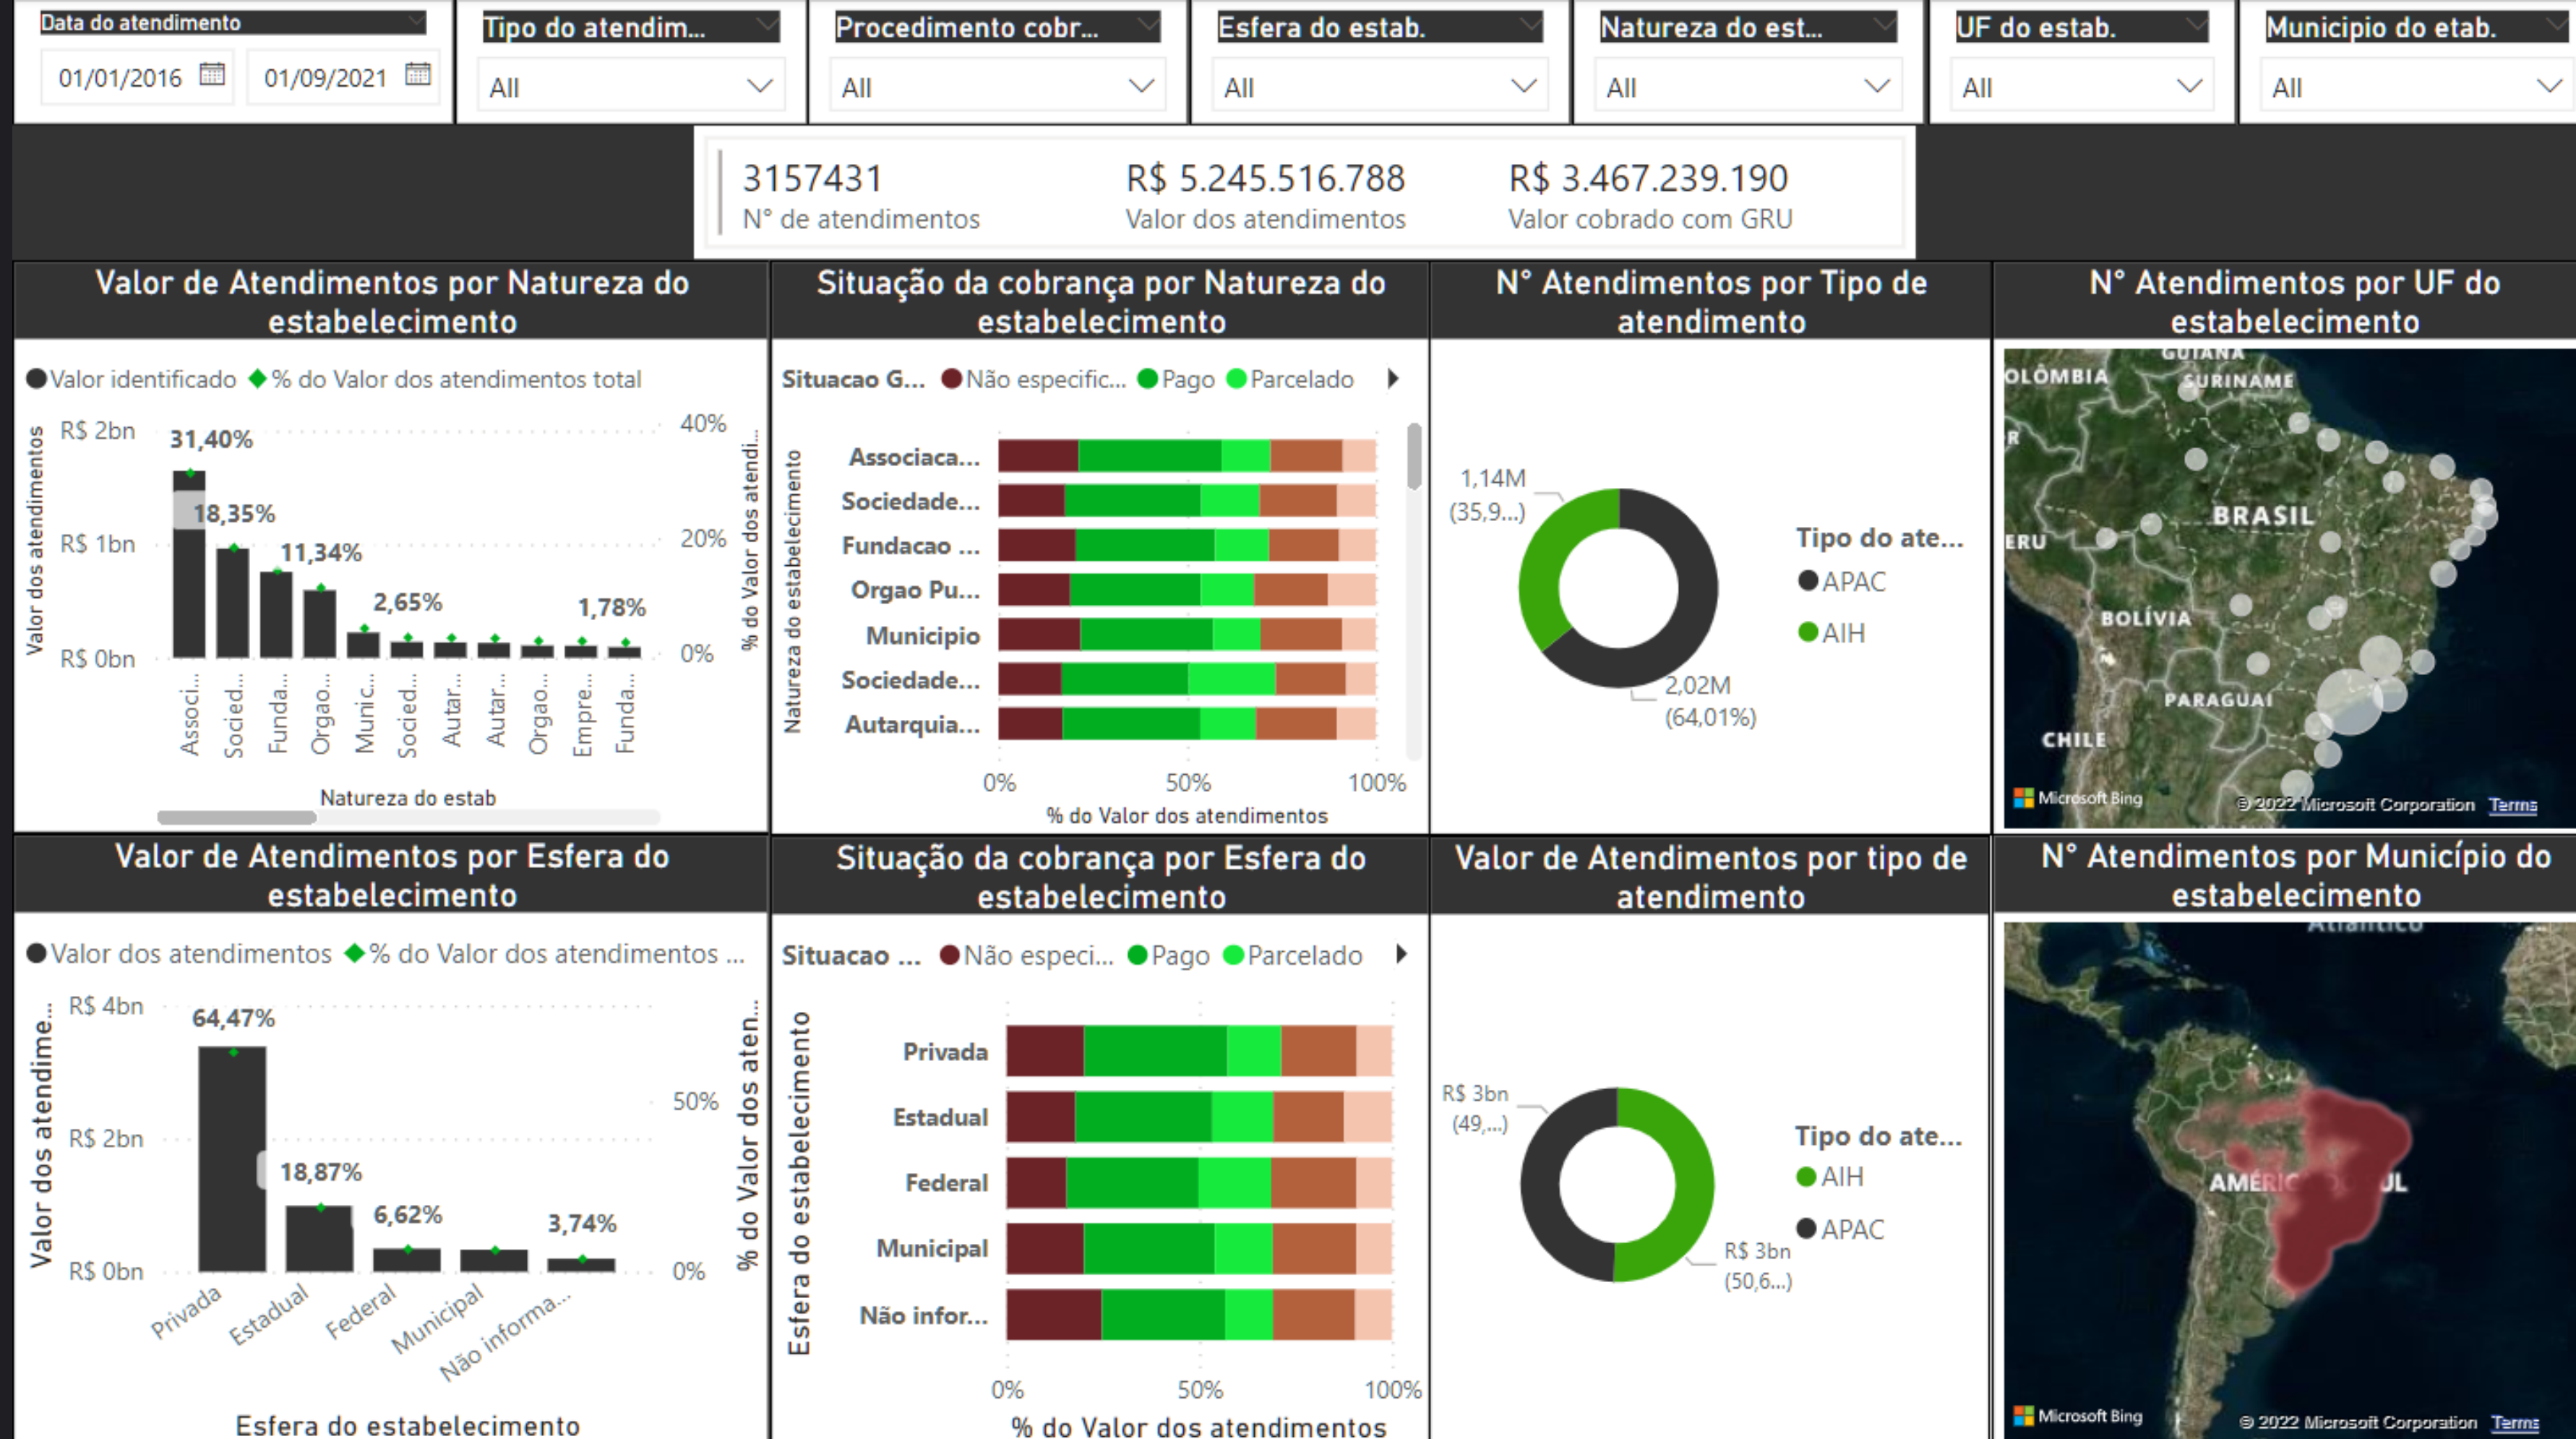 Data do atendimento
01/01/2016
01/09/2021
Tipo do atendim...
All
Procedimento cobr...
All
Esfera do estab.
All
Natureza do est...
All
UF do estab.
All
Municipio do etab.
All
3157431
N° de atendimentos
R$ 5.245.516.788
Valor dos atendimentos
R$ 3.467.239.190
Valor cobrado com GRU
Valor de Atendimentos por Natureza do
estabelecimento
Valor identificado
% do Valor dos atendimentos total
Valor dos atendimentos
R$ 2bn
R$ 1bn
R$ 0bn
31,40%
18,35%
11,34%
2,65%
1,78%
40%
20%
0%
% do Valor dos atendi...
Associ...
Socied...
Funda...
Orgao...
Munic...
Socied...
Autar...
Autar...
Orgao...
Empre...
Funda...
Natureza do estab
Situação da cobrança por Natureza do
estabelecimento
Situacao G...
Não especific...
Pago
Parcelado
Natureza do estabelecimento
Associaca...
Sociedade...
Fundacao ...
Orgao Pu...
Municipio
Sociedade...
Autarquia...
0%
50%
100%
% do Valor dos atendimentos
N° Atendimentos por Tipo de
atendimento
1,14M
(35,9...)
2,02M
(64,01%)
Tipo do ate...
APAC
AIH
N° Atendimentos por UF do
estabelecimento
GUIANA
OLÔMBIA
SURINAME
R
BRASIL
ERU
BOLÍVIA
PARAGUAI
CHILE
Microsoft Bing
© 2022 Microsoft Corporation
Terms
Valor de Atendimentos por Esfera do
estabelecimento
Valor dos atendimentos
% do Valor dos atendimentos ...
Valor dos atendime...
R$ 4bn
R$ 2bn
R$ 0bn
64,47%
18,87%
6,62%
3,74%
50%
0%
% do Valor dos aten...
Privada
Estadual
Federal
Municipal
Não informa...
Esfera do estabelecimento
Situação da cobrança por Esfera do
estabelecimento
Situacao ...
Não especi...
Pago
Parcelado
Esfera do estabelecimento
Privada
Estadual
Federal
Municipal
Não infor...
0%
50%
100%
% do Valor dos atendimentos
Valor de Atendimentos por tipo de
atendimento
R$ 3bn
(49,...)
R$ 3bn
(50,6...)
Tipo do ate...
AIH
APAC
N° Atendimentos por Município do
estabelecimento
Atlântico
AMÉRIC
UL
Microsoft Bing
© 2022 Microsoft Corporation
Terms